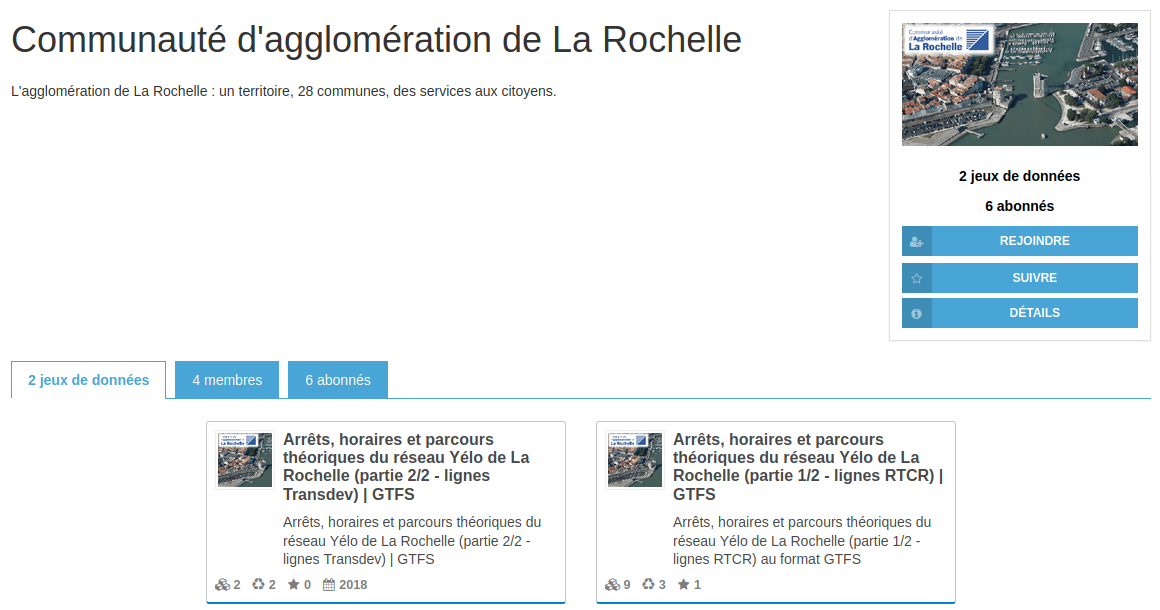 Communauté d'agglomération de La Rochelle
L'agglomération de La Rochelle : un territoire, 28 communes, des services aux citoyens.
Communauté
d'Agglomération de
La Rochelle
2 jeux de données
6 abonnés
REJOINDRE
SUIVRE
DÉTAILS
2 jeux de données
4 membres
6 abonnés
Arrêts, horaires et parcours
théoriques du réseau Yélo de La
Rochelle (partie 2/2 - lignes
Transdev) | GTFS
Arrêts, horaires et parcours théoriques du
réseau Yélo de La Rochelle (partie 2/2 -
lignes Transdev) | GTFS
2 2 0 2018
Arrêts, horaires et parcours
théoriques du réseau Yélo de La
Rochelle (partie 1/2 - lignes RTCR) |
GTFS
Arrêts, horaires et parcours théoriques du
réseau Yélo de La Rochelle (partie 1/2 -
lignes RTCR) au format GTFS
9 3 1